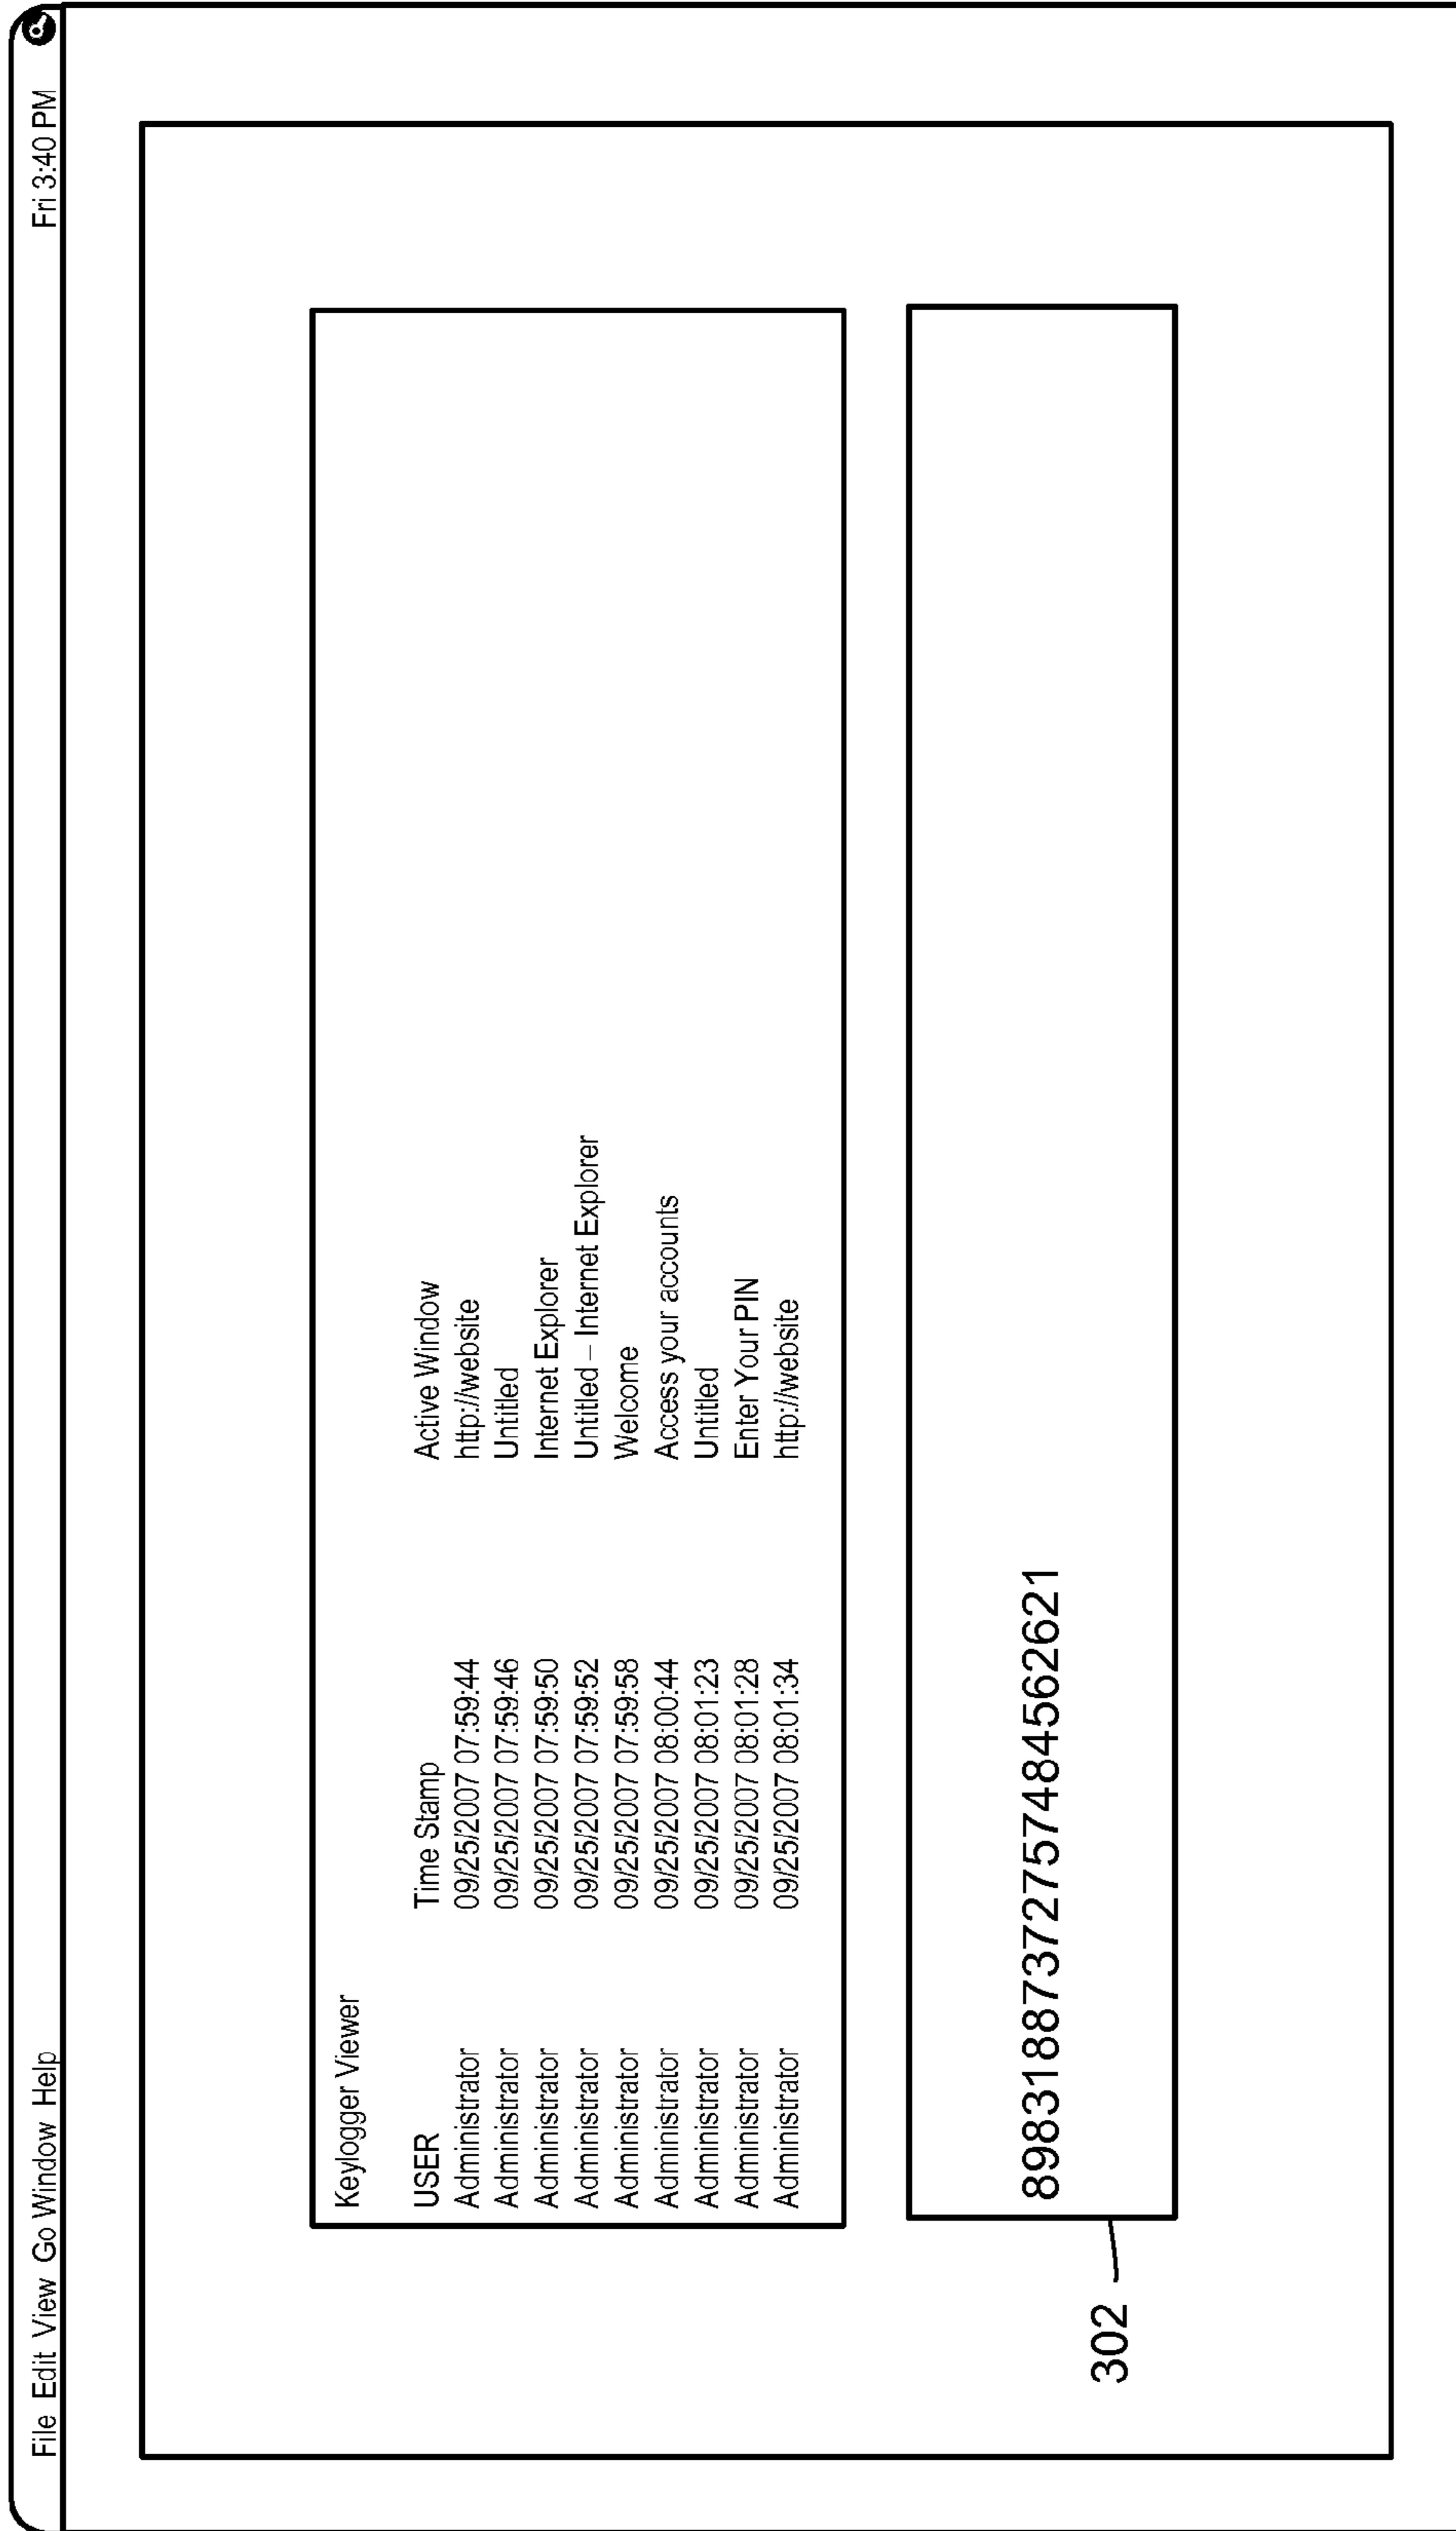 File Edit View Go Window Help Fri 3:40 PM
Keylogger Viewer
USER Time Stamp Active Window
Administrator 09/25/2007 07:59:44 http://website
Administrator 09/25/2007 07:59:46 Untitled
Administrator 09/25/2007 07:59:50 Internet Explorer
Administrator 09/25/2007 07:59:52 Untitled – Internet Explorer
Administrator 09/25/2007 07:59:58 Welcome
Administrator 09/25/2007 08:00:44 Access your accounts
Administrator 09/25/2007 08:01:23 Untitled
Administrator 09/25/2007 08:01:28 Enter Your PIN
Administrator 09/25/2007 08:01:34 http://website
89831887372757484562621
302